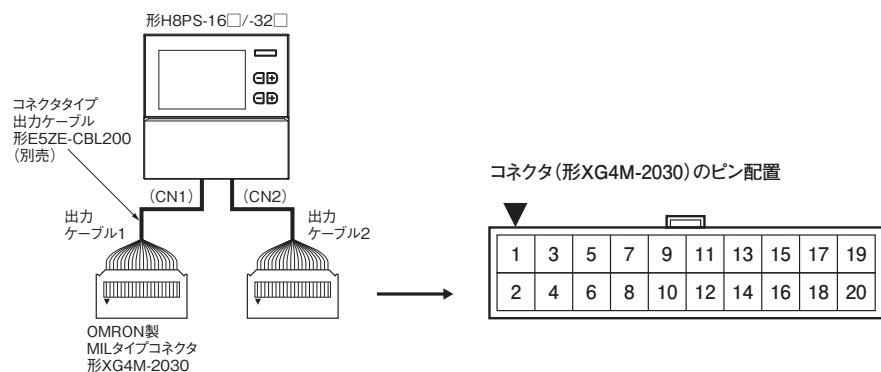 形H8PS-16□/-32□
コネクタタイプ
出力ケーブル
形E5ZE-CBL200
（別売）
（CN1）
（CN2）
出力
ケーブル1
出力
ケーブル2
OMRON製
MILタイプコネクタ
形XG4M-2030
コネクタ（形XG4M-2030）のピン配置
1 3 5 7 9 11 13 15 17 19
2 4 6 8 10 12 14 16 18 20